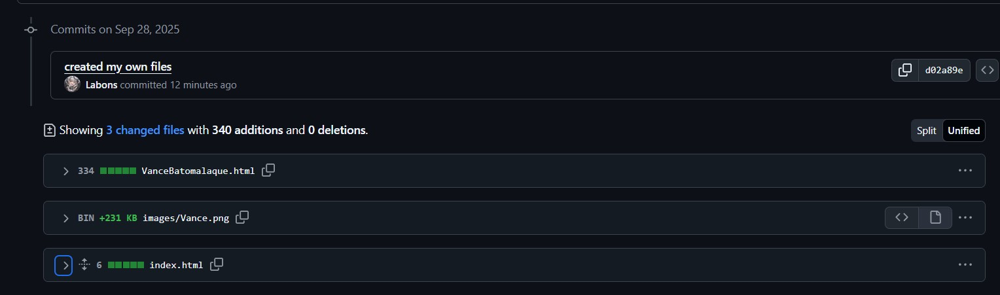 Commits on Sep 28, 2025
created my own files
d02a89e
Labons committed 12 minutes ago
Showing 3 changed files with 340 additions and 0 deletions.
Split Unified
334 VanceBatomalaque.html
BIN +231 KB images/Vance.png
6 index.html